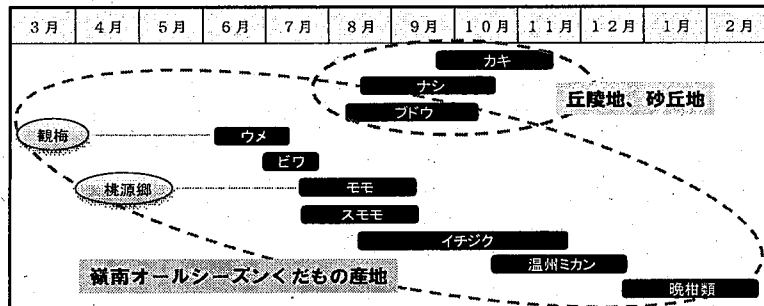 3月 4月 5月 6月 7月 8月 9月 10月 11月 12月 1月 2月
カキ
ナシ
丘陵地、砂丘地
ブドウ
観梅 ウメ
ビワ
桃源郷 モモ
スモモ
イチジク
嶺南オールシーズンくだもの産地 温州ミカン
晩柑類